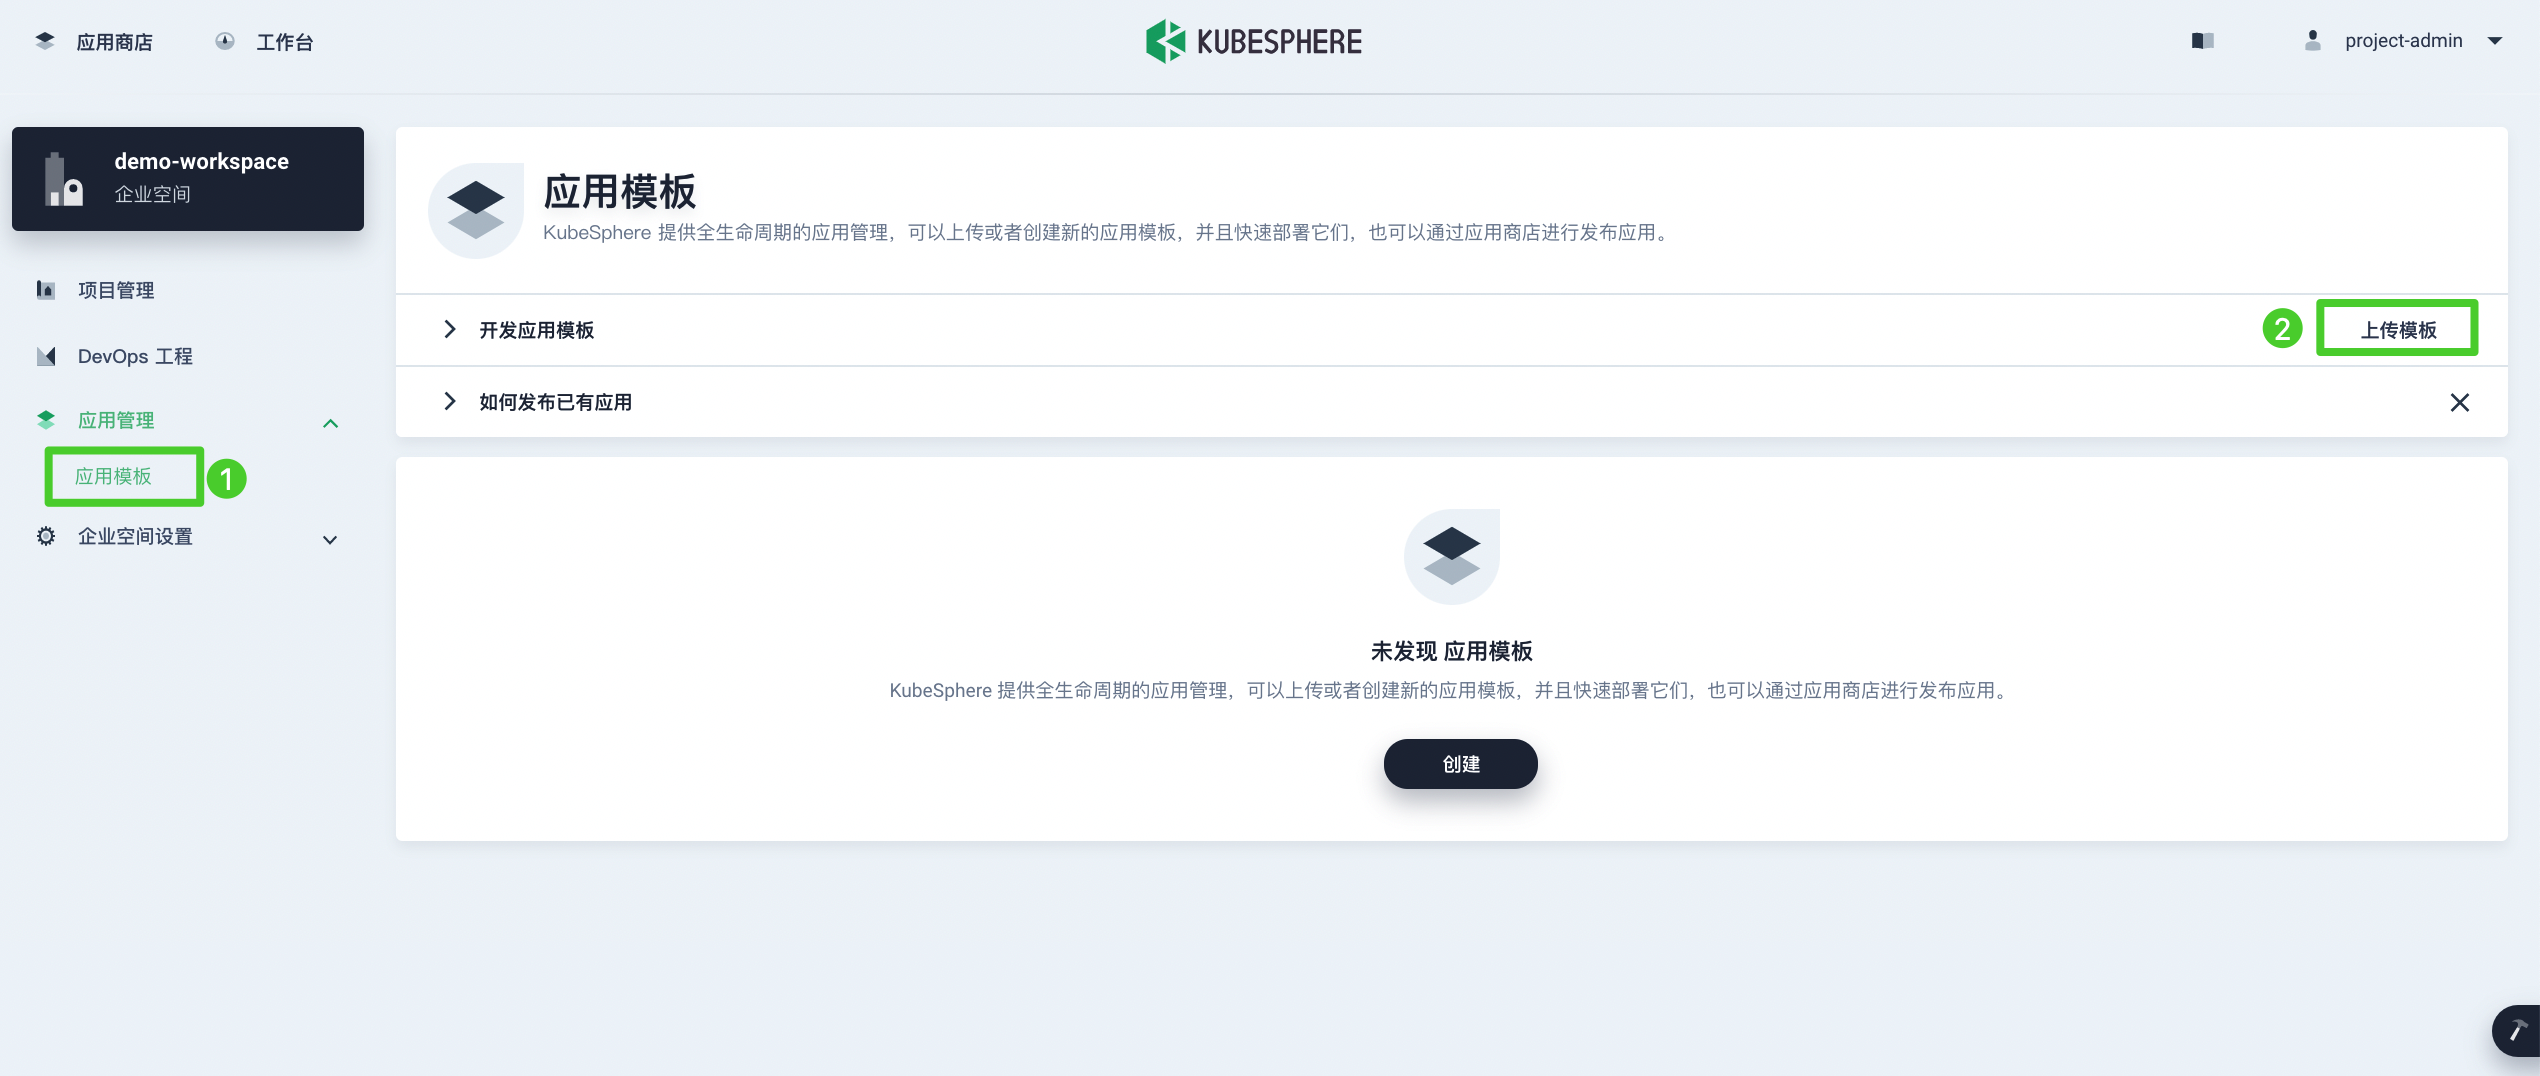 应用商店
工作台
KUBESPHERE
project-admin
demo-workspace
企业空间
项目管理
DevOps 工程
应用管理
应用模板
1
企业空间设置
应用模板
KubeSphere 提供全生命周期的应用管理，可以上传或者创建新的应用模板，并且快速部署它们，也可以通过应用商店进行发布应用。
开发应用模板
2
上传模板
如何发布已有应用
未发现 应用模板
KubeSphere 提供全生命周期的应用管理，可以上传或者创建新的应用模板，并且快速部署它们，也可以通过应用商店进行发布应用。
创建